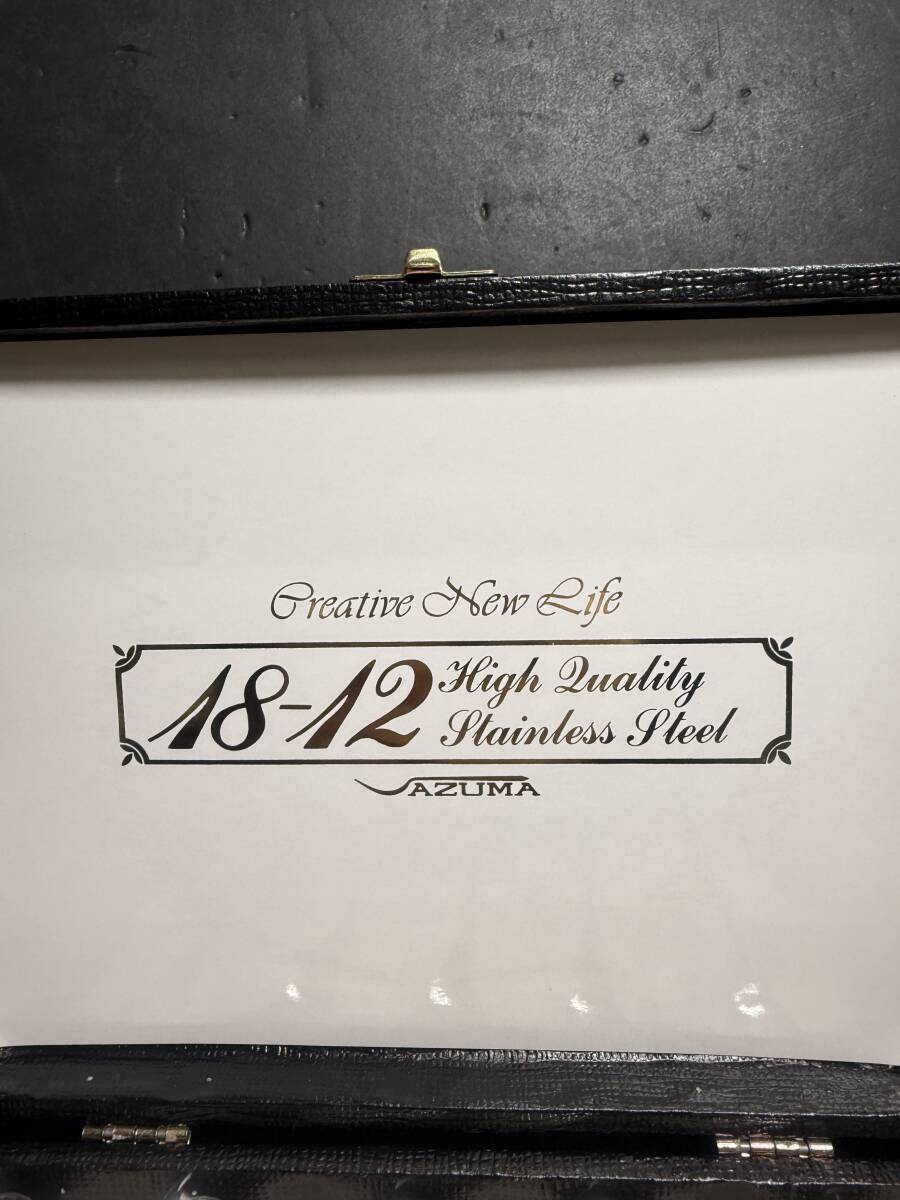 Creative New Life
18-12 High Quality
Stainless Steel
AZUMA